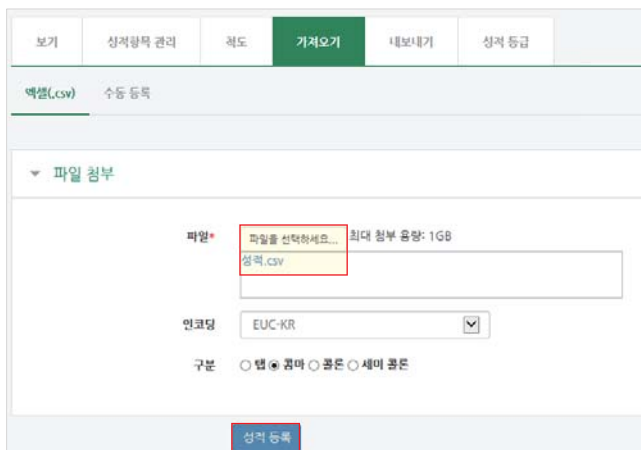 보기 성적항목 관리 척도 가져오기 내보내기 성적 등급
엑셀(.csv) 수동 등록
파일 첨부
파일* 파일을 선택하세요... 최대 첨부 용량: 1GB
성적.csv
인코딩 EUC-KR
구분 탭 콤마 콜론 세미 콜론
성적 등록